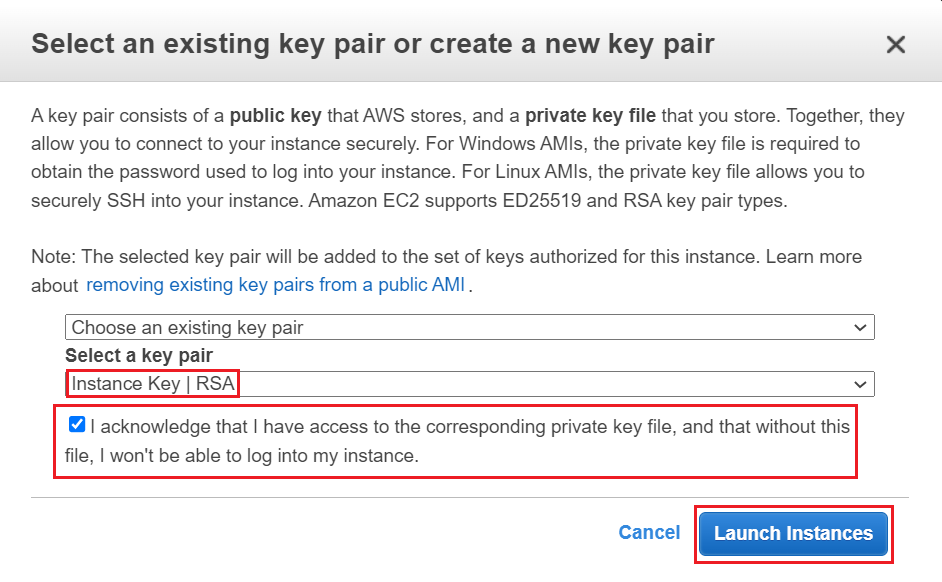 Select an existing key pair or create a new key pair
A key pair consists of a public key that AWS stores, and a private key file that you store. Together, they
allow you to connect to your instance securely. For Windows AMIs, the private key file is required to
obtain the password used to log into your instance. For Linux AMIs, the private key file allows you to
securely SSH into your instance. Amazon EC2 supports ED25519 and RSA key pair types.
Note: The selected key pair will be added to the set of keys authorized for this instance. Learn more
about removing existing key pairs from a public AMI .
Choose an existing key pair
Select a key pair
Instance Key | RSA
I acknowledge that I have access to the corresponding private key file, and that without this
file, I won't be able to log into my instance.
Cancel Launch Instances